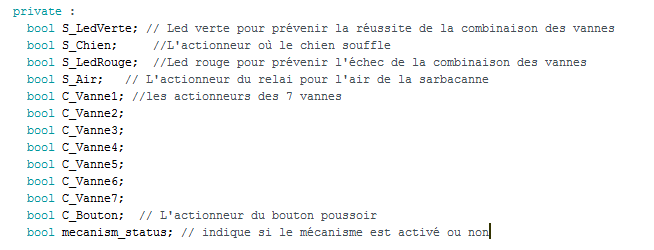 private :
bool S_LedVerte; // Led verte pour prévenir la réussite de la combinaison des vannes
bool S_Chien; //L'actionneur où le chien souffle
bool S_LedRouge; //Led rouge pour prévenir l'échec de la combinaison des vannes
bool S_Air; // L'actionneur du relai pour l'air de la sarbacanne
bool C_Vanne1; //les actionneurs des 7 vannes
bool C_Vanne2;
bool C_Vanne3;
bool C_Vanne4;
bool C_Vanne5;
bool C_Vanne6;
bool C_Vanne7;
bool C_Bouton; // L'actionneur du bouton poussoir
bool mecanism_status; // indique si le mécanisme est activé ou non